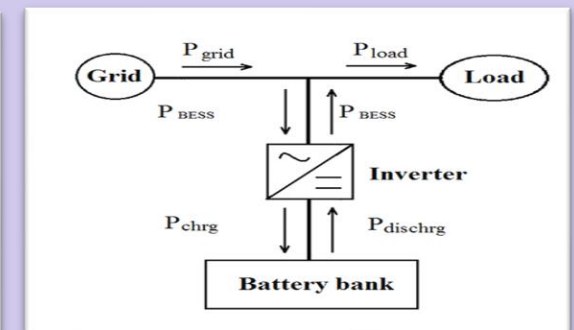 P grid
P load
Grid
Load
P BESS
P BESS
Inverter
P chrg
P dischrg
Battery bank